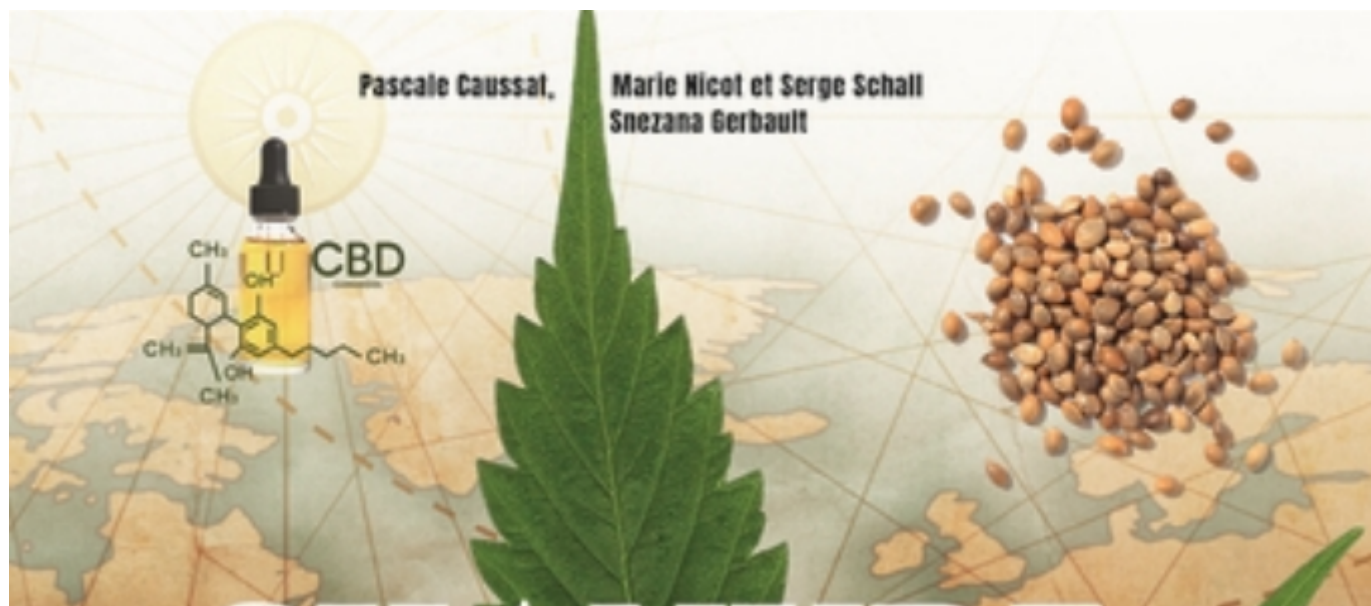 Pascale Caussat, Marie Nicot et Serge Schall
Snezana Gerbault
CBD
CH₃
OH
CH₃
CH₃
OH
CH₃